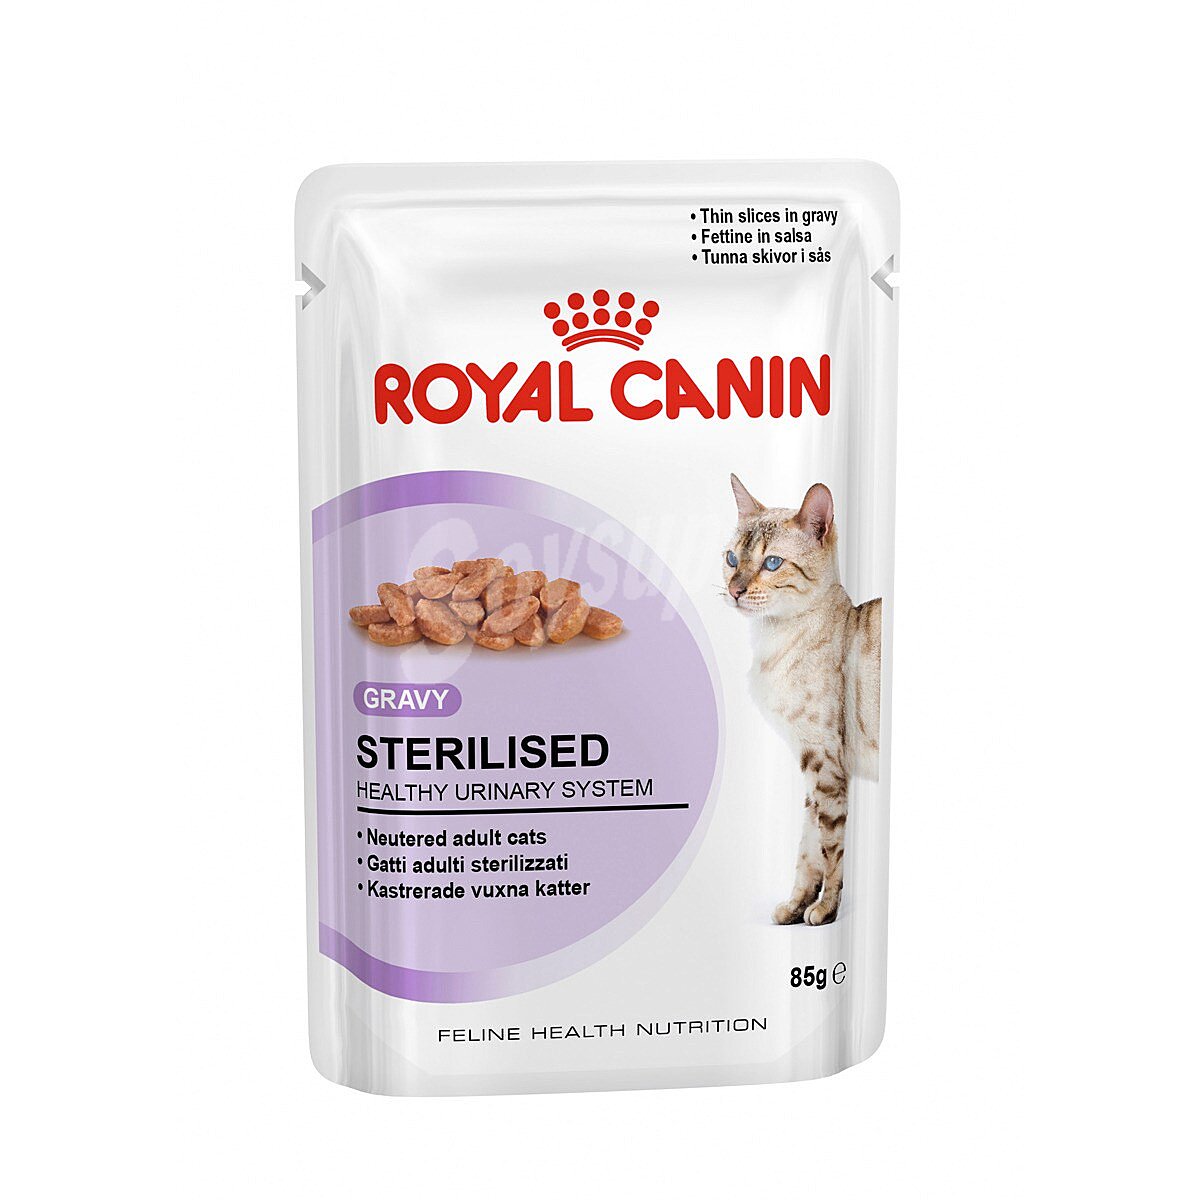 • Thin slices in gravy
• Fettine in salsa
• Tunna skivor i sås
ROYAL CANIN
GRAVY
STERILISED
HEALTHY URINARY SYSTEM
• Neutered adult cats
• Gatti adulti sterilizzati
• Kastrerade vuxna katter
85g ℮
FELINE HEALTH NUTRITION